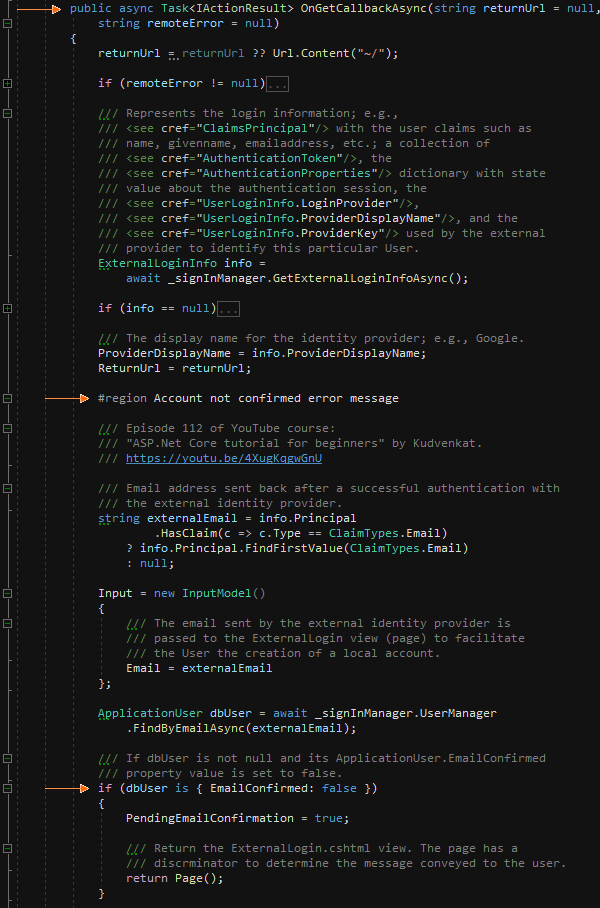 public async Task<IActionResult> OnGetCallbackAsync(string returnUrl = null,
string remoteError = null)
{
returnUrl = returnUrl ?? Url.Content("~/");
if (remoteError != null)...
/// Represents the login information; e.g.,
/// <see cref="ClaimsPrincipal"/> with the user claims such as
/// name, givenname, emailaddress, etc.; a collection of
/// <see cref="AuthenticationToken"/>, the
/// <see cref="AuthenticationProperties"/> dictionary with state
/// value about the authentication session, the
/// <see cref="UserLoginInfo.LoginProvider"/>,
/// <see cref="UserLoginInfo.ProviderDisplayName"/>, and the
/// <see cref="UserLoginInfo.ProviderKey"/> used by the external
/// provider to identify this particular User.
ExternalLoginInfo info =
await _signInManager.GetExternalLoginInfoAsync();
if (info == null)...
/// The display name for the identity provider; e.g., Google.
ProviderDisplayName = info.ProviderDisplayName;
ReturnUrl = returnUrl;
#region Account not confirmed error message
/// Episode 112 of YouTube course:
/// "ASP.Net Core tutorial for beginners" by Kudvenkat.
/// https://youtu.be/4XugKqgwGnU
/// Email address sent back after a successful authentication with
/// the external identity provider.
string externalEmail = info.Principal
.HasClaim(c => c.Type == ClaimTypes.Email)
? info.Principal.FindFirstValue(ClaimTypes.Email)
: null;
Input = new InputModel()
{
/// The email sent by the external identity provider is
/// passed to the ExternalLogin view (page) to facilitate
/// the User the creation of a local account.
Email = externalEmail
};
ApplicationUser dbUser = await _signInManager.UserManager
.FindByEmailAsync(externalEmail);
/// If dbUser is not null and its ApplicationUser.EmailConfirmed
/// property value is set to false.
if (dbUser is { EmailConfirmed: false })
{
PendingEmailConfirmation = true;
/// Return the ExternalLogin.cshtml view. The page has a
/// discrminator to determine the message conveyed to the user.
return Page();
}